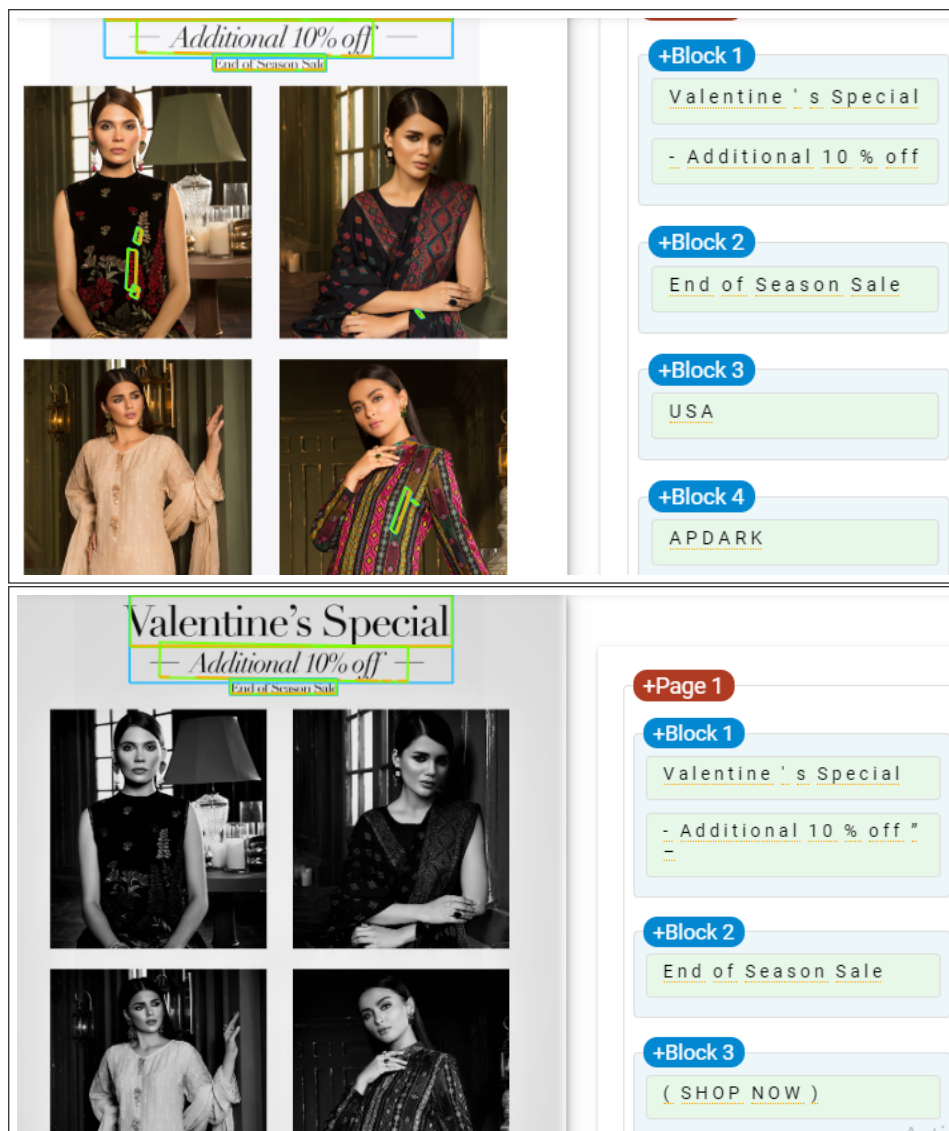 Additional 10% off
End of Season Sale
+Block 1
Valentine ' s Special
- Additional 10 % off
+Block 2
End of Season Sale
+Block 3
USA
+Block 4
APDARK
Valentine's Special
— Additional 10% off —
End of Season Sale
+Page 1
+Block 1
Valentine ' s Special
- Additional 10 % off "
–
+Block 2
End of Season Sale
+Block 3
( SHOP NOW )